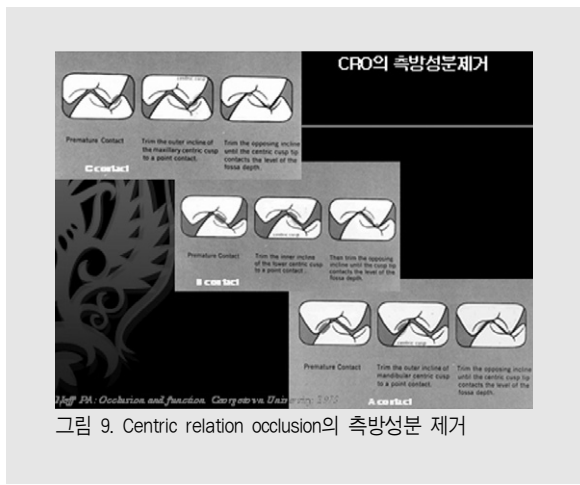 CRO의 측방성분제거
centric cusp
Premature Contact
Trim the outer incline of
the maxillary centric cusp
to a point contact.
Trim the opposing incline
until the centric cusp tip
contacts the level of the
fossa depth.
C contact
centric cusp
Premature Contact
Trim the inner incline
of the lower centric cusp
to a point contact.
Then trim the opposing
incline until the cusp tip
contacts the level of the
fossa depth.
B contact
centric cusp
Premature Contact
Trim the outer incline of
mandibular centric cusp
to a point contact.
Trim the opposing incline
until the centric cusp tip
contacts the level of the
fossa depth.
A contact
PA: Occlusion and function. Georgetown University, 1975
그림 9. Centric relation occlusion의 측방성분 제거